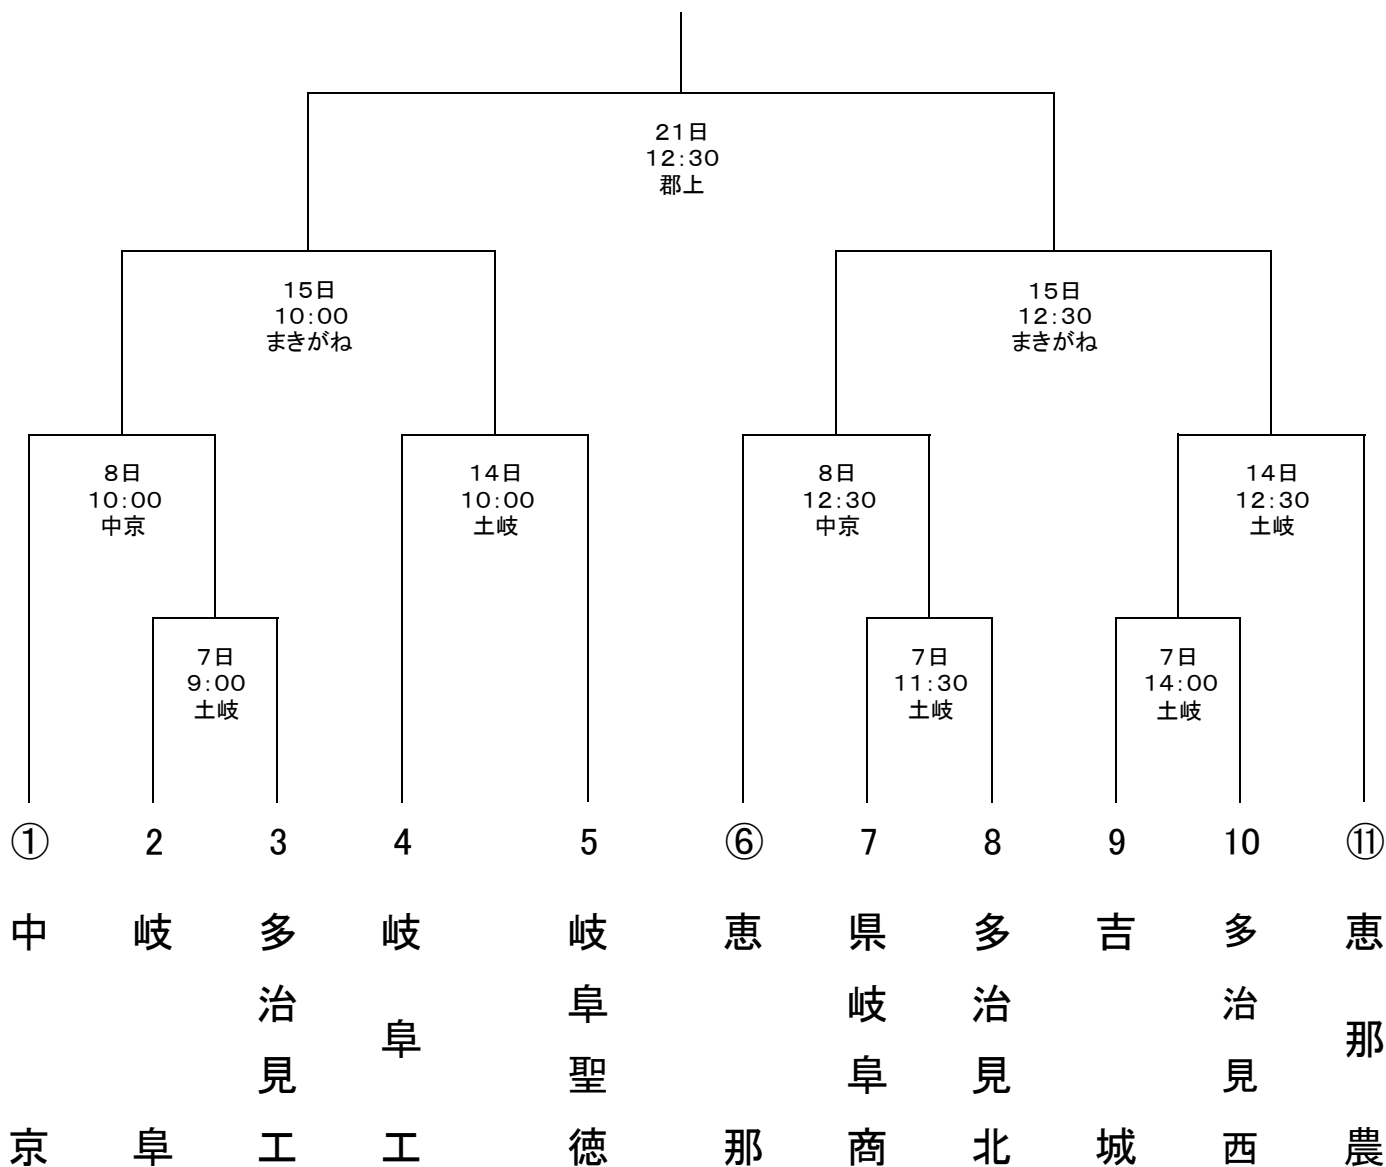 21日
12:30
郡上
15日
10:00
まきがね
15日
12:30
まきがね
8日
10:00
中京
14日
10:00
土岐
8日
12:30
中京
14日
12:30
土岐
7日
9:00
土岐
7日
11:30
土岐
7日
14:00
土岐
①
2
3
4
5
⑥
7
8
9
10
⑪
中京
岐阜
多治見工
岐阜工
岐阜聖徳
恵那
県岐阜商
多治見北
吉城
多治見西
恵那農